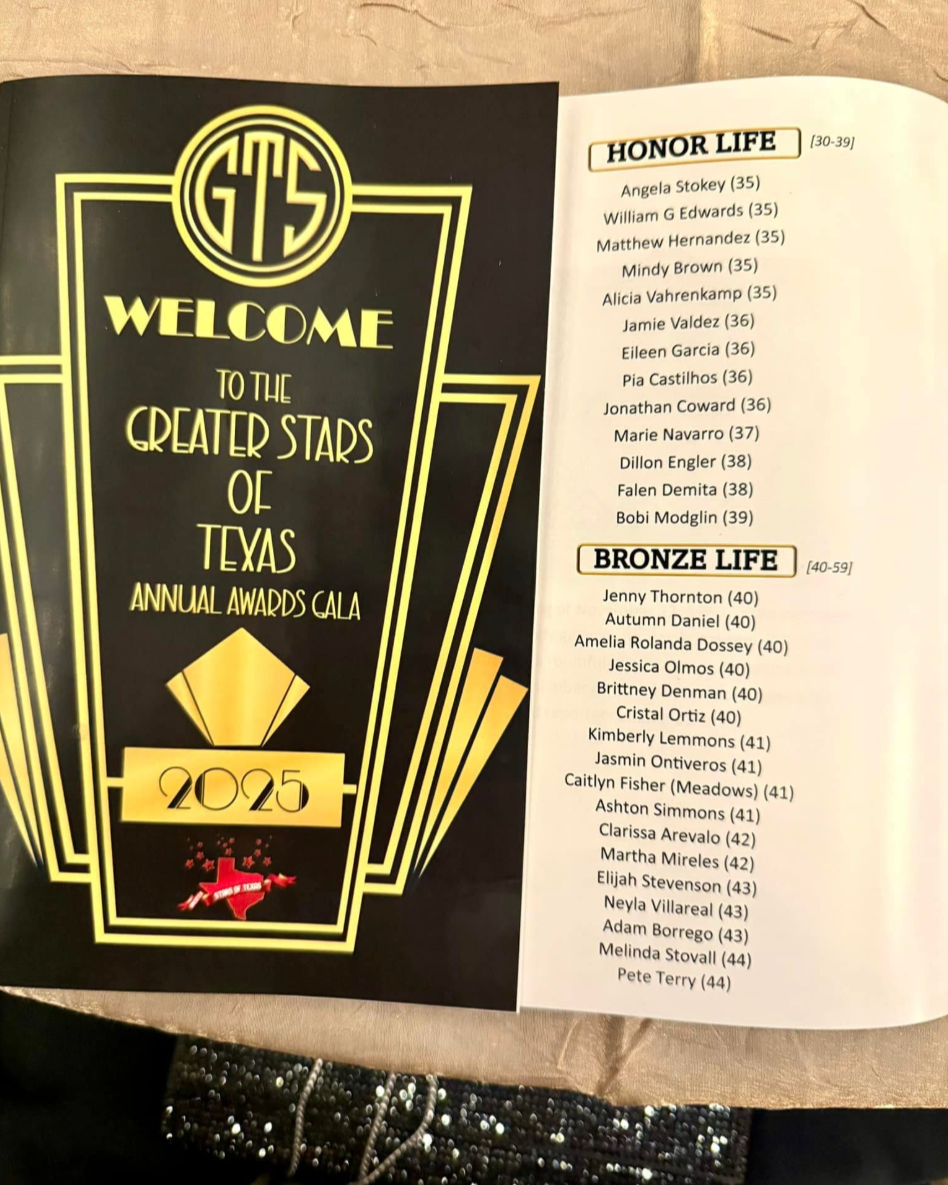 GTS
WELCOME
TO THE
GREATER STARS
OF
TEXAS
ANNUAL AWARDS GALA
2025
STARS OF TEXAS
HONOR LIFE [30-39]
Angela Stokey (35)
William G Edwards (35)
Matthew Hernandez (35)
Mindy Brown (35)
Alicia Vahrenkamp (35)
Jamie Valdez (36)
Eileen Garcia (36)
Pia Castilhos (36)
Jonathan Coward (36)
Marie Navarro (37)
Dillon Engler (38)
Falen Demita (38)
Bobi Modglin (39)
BRONZE LIFE [40-59]
Jenny Thornton (40)
Autumn Daniel (40)
Amelia Rolanda Dossey (40)
Jessica Olmos (40)
Brittney Denman (40)
Cristal Ortiz (40)
Kimberly Lemmons (41)
Jasmin Ontiveros (41)
Caitlyn Fisher (Meadows) (41)
Ashton Simmons (41)
Clarissa Arevalo (42)
Martha Mireles (42)
Elijah Stevenson (43)
Neyla Villareal (43)
Adam Borrego (43)
Melinda Stovall (44)
Pete Terry (44)